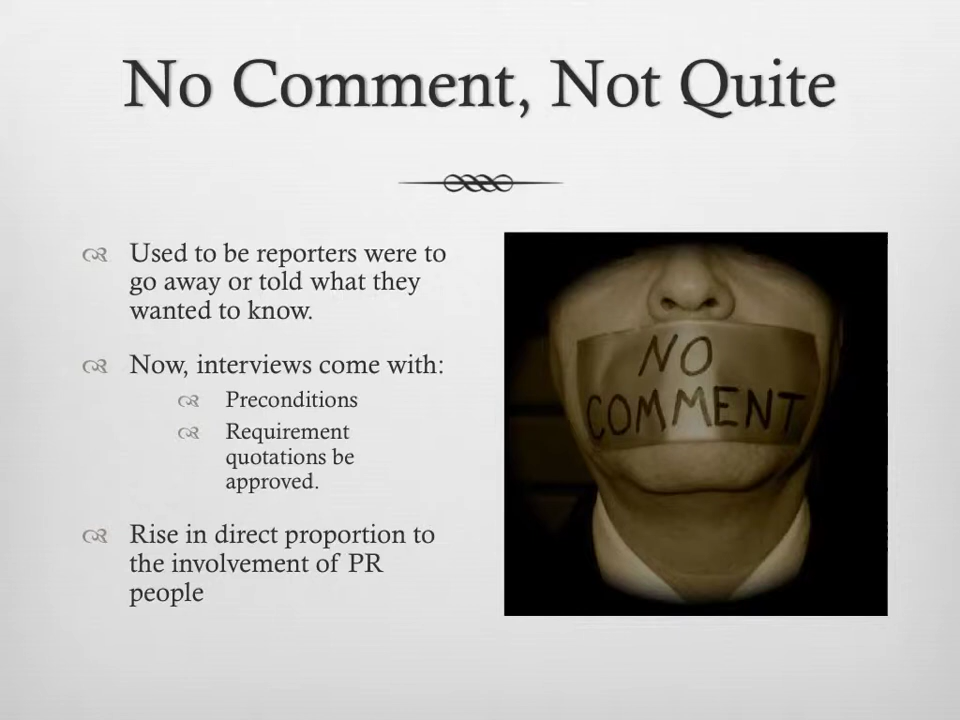 No Comment, Not Quite
Used to be reporters were to
go away or told what they
wanted to know.
Now, interviews come with:
Preconditions
Requirement
quotations be
approved.
Rise in direct proportion to
the involvement of PR
people
NO
COMMENT